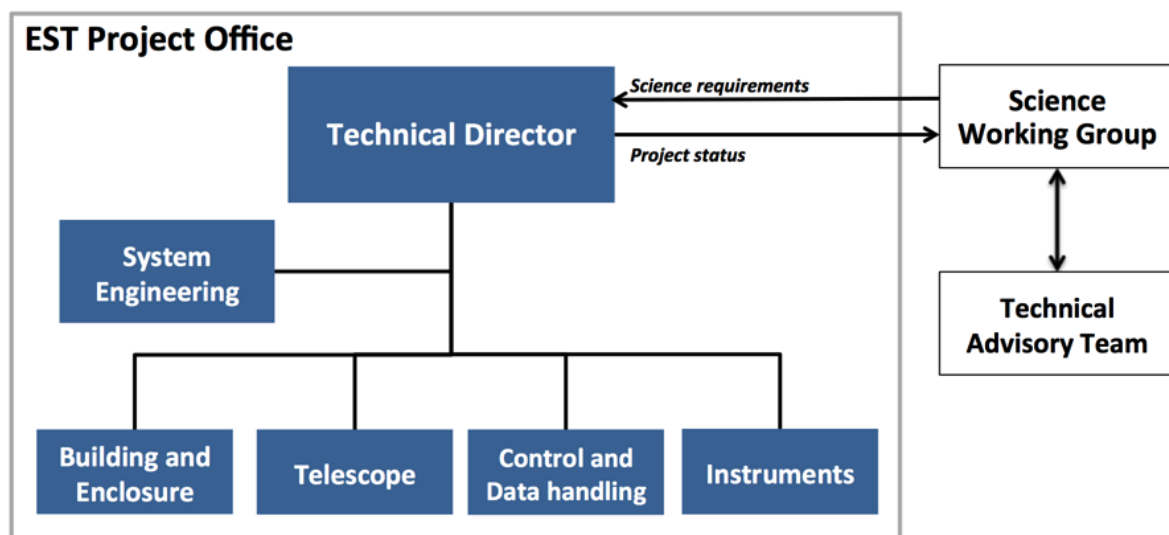 EST Project Office
Technical Director
Science requirements
Project status
Science
Working Group
System
Engineering
Technical
Advisory Team
Building and
Enclosure
Telescope
Control and
Data handling
Instruments